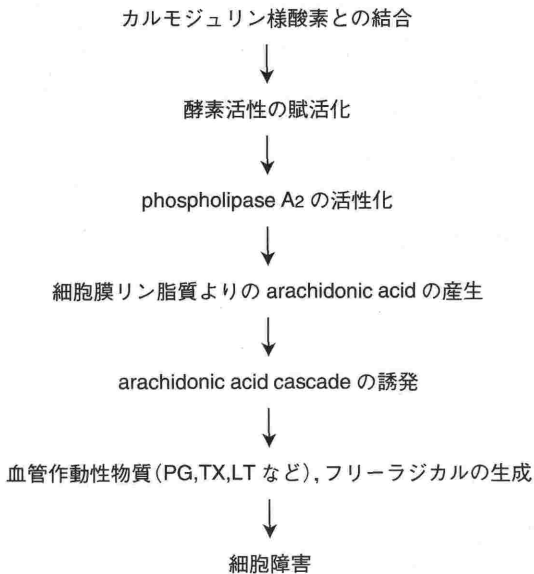 カルモジュリン様酸素との結合
酵素活性の賦活化
phospholipase A2 の活性化
細胞膜リン脂質よりの arachidonic acid の産生
arachidonic acid cascade の誘発
血管作動性物質(PG,TX,LT など),フリーラジカルの生成
細胞障害